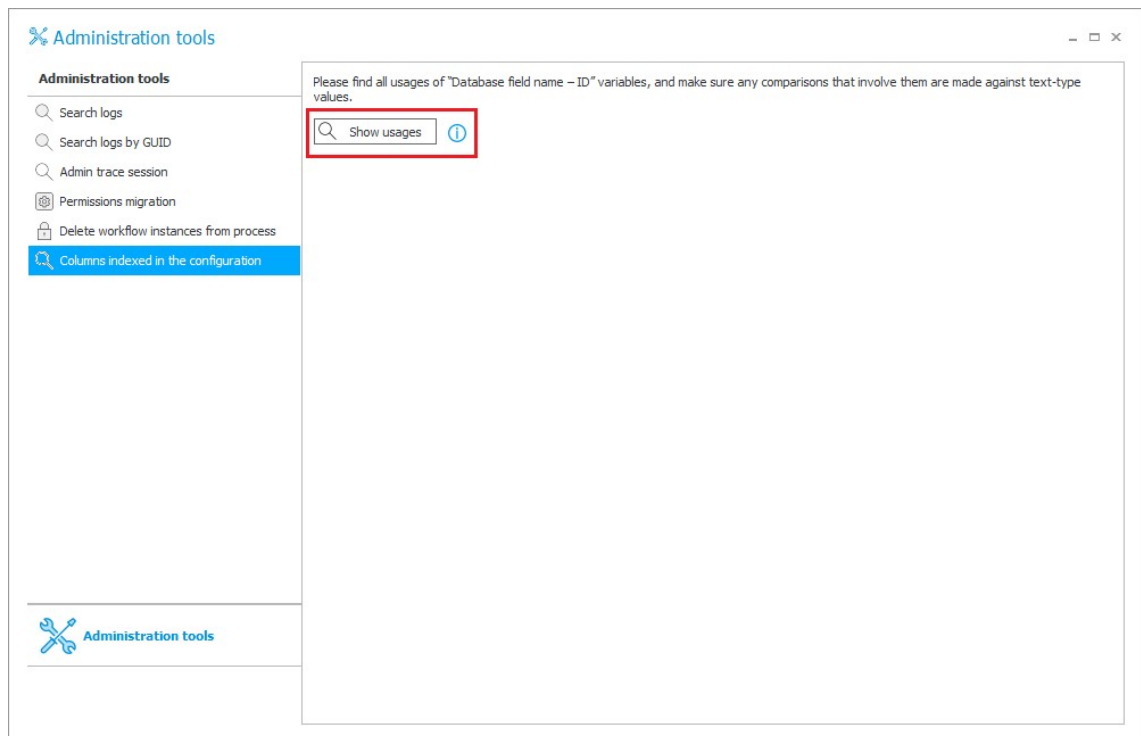 Administration tools
Administration tools
Search logs
Search logs by GUID
Admin trace session
Permissions migration
Delete workflow instances from process
Columns indexed in the configuration
Administration tools
Please find all usages of "Database field name – ID" variables, and make sure any comparisons that involve them are made against text-type
values.
Show usages